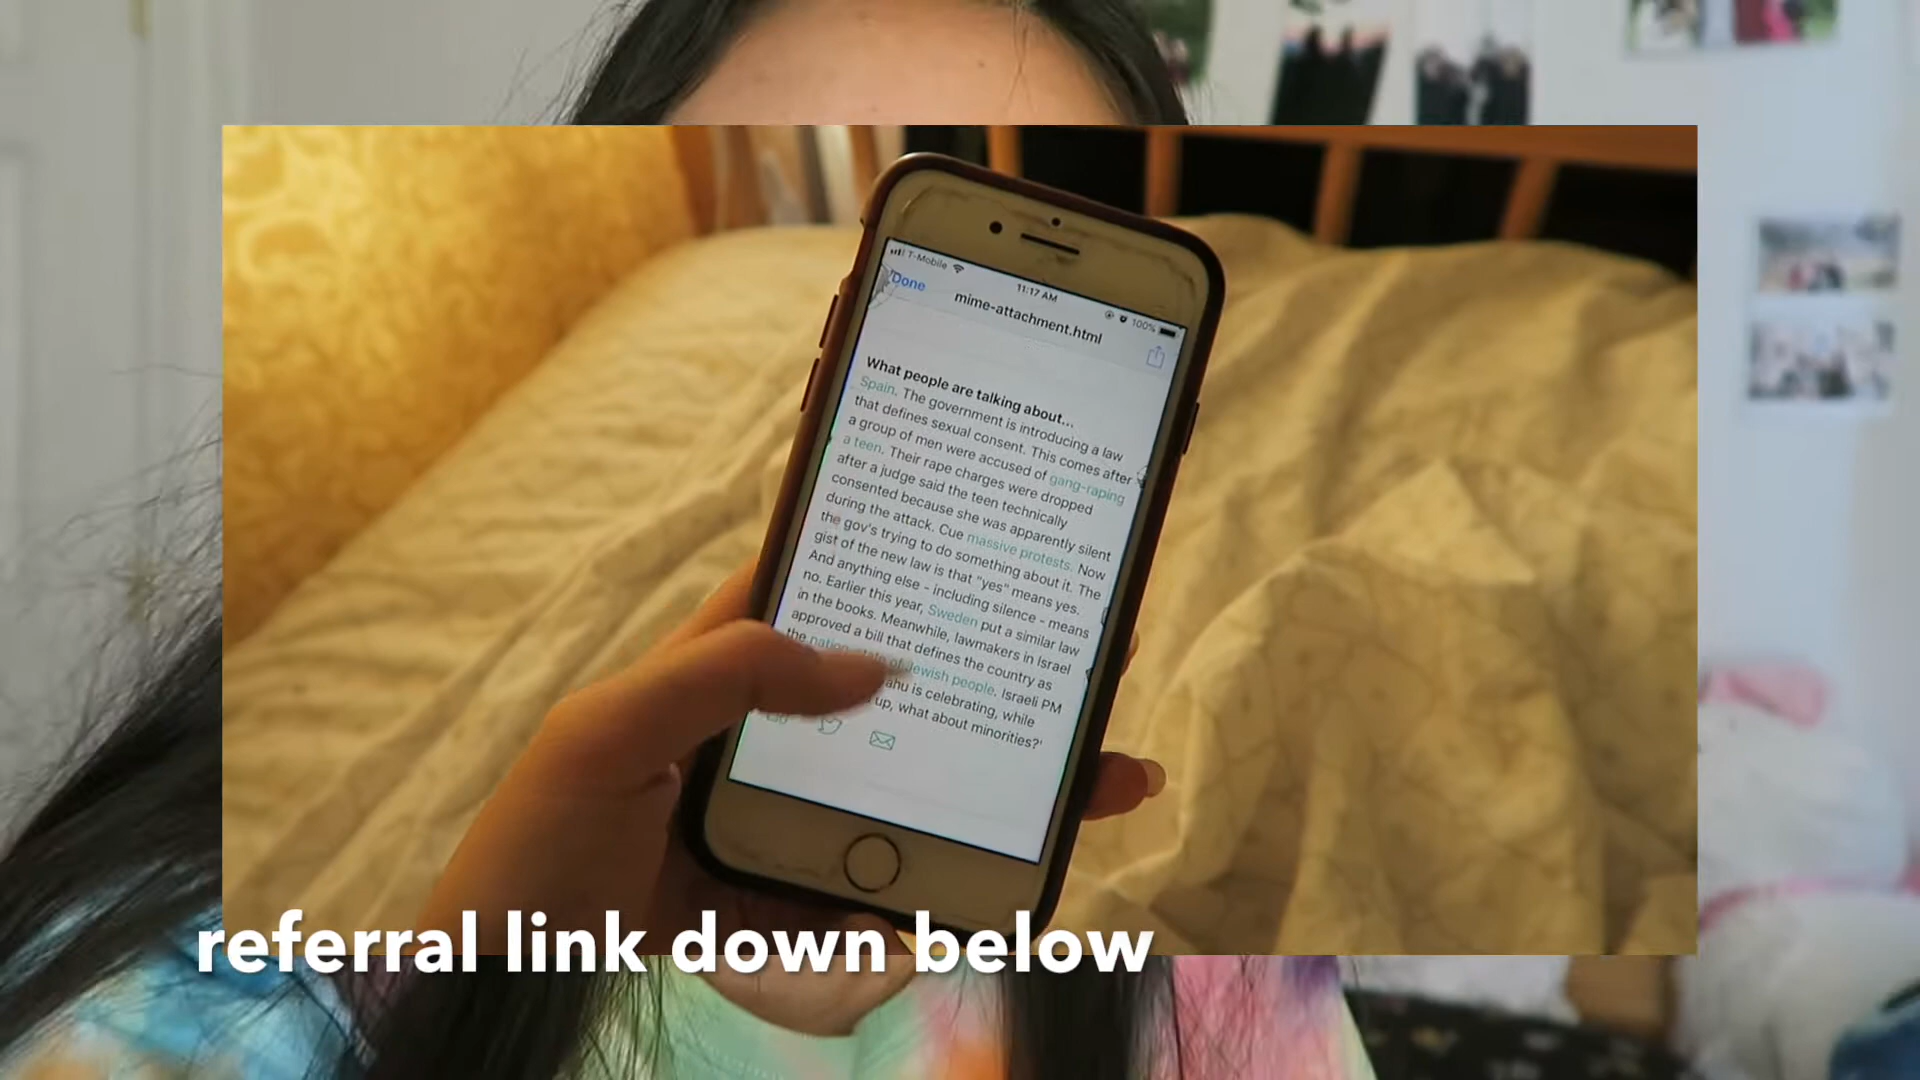 T-Mobile
11:17 AM
100%
Done
mime-attachment.html
What people are talking about...
Spain. The government is introducing a law
that defines sexual consent. This comes after
a group of men were accused of gang-raping
a teen. Their rape charges were dropped
after a judge said the teen technically
consented because she was apparently silent
during the attack. Cue massive protests. Now
the gov's trying to do something about it. The
gist of the new law is that "yes" means yes.
And anything else - including silence - means
no. Earlier this year, Sweden put a similar law
in the books. Meanwhile, lawmakers in Israel
approved a bill that defines the country as
the nation-state of Jewish people. Israeli PM
ahu is celebrating, while
up, what about minorities?'
referral link down below